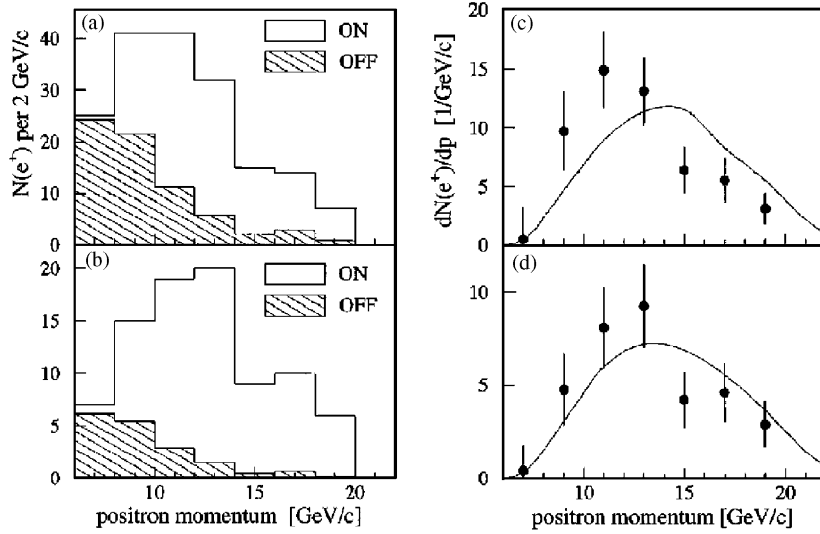 (a)
ON
OFF
N(e⁺) per 2 GeV/c
40
30
20
10
0
(b)
ON
OFF
20
15
10
5
0
10
15
20
positron momentum [GeV/c]
(c)
dN(e⁺)/dp [1/GeV/c]
20
15
10
5
0
(d)
10
5
0
10
15
20
positron momentum [GeV/c]